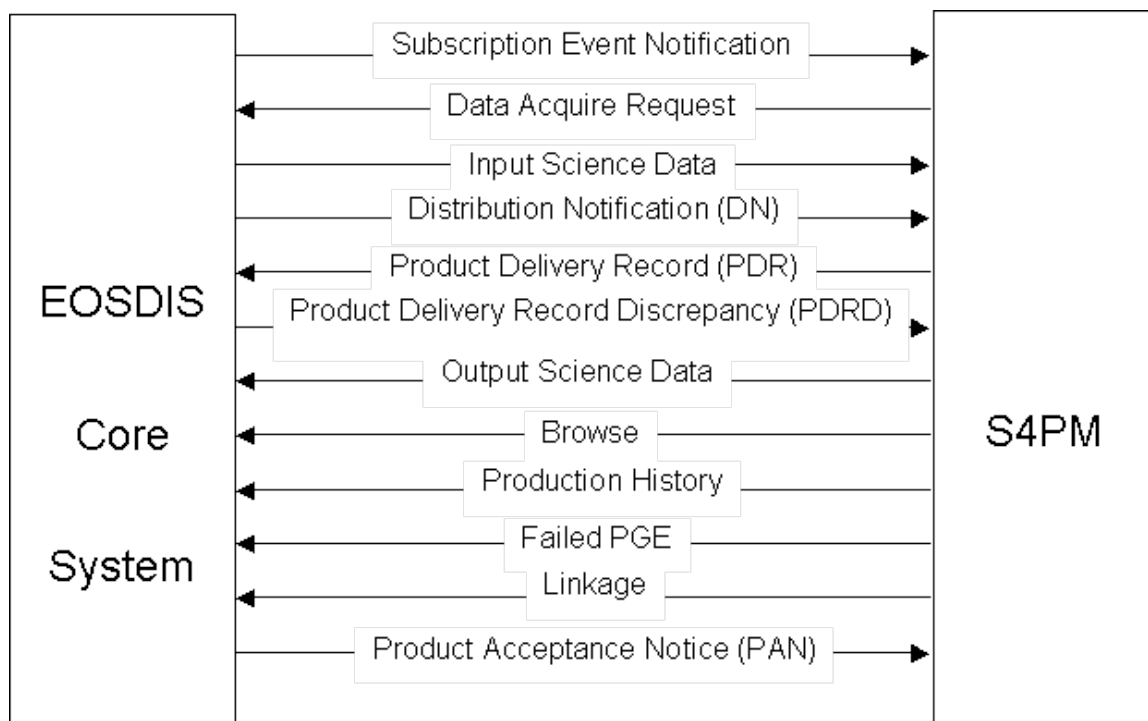 Subscription Event Notification
Data Acquire Request
Input Science Data
Distribution Notification (DN)
Product Delivery Record (PDR)
EOSDIS
Product Delivery Record Discrepancy (PDRD)
Output Science Data
Core
Browse
S4PM
Production History
Failed PGE
System
Linkage
Product Acceptance Notice (PAN)